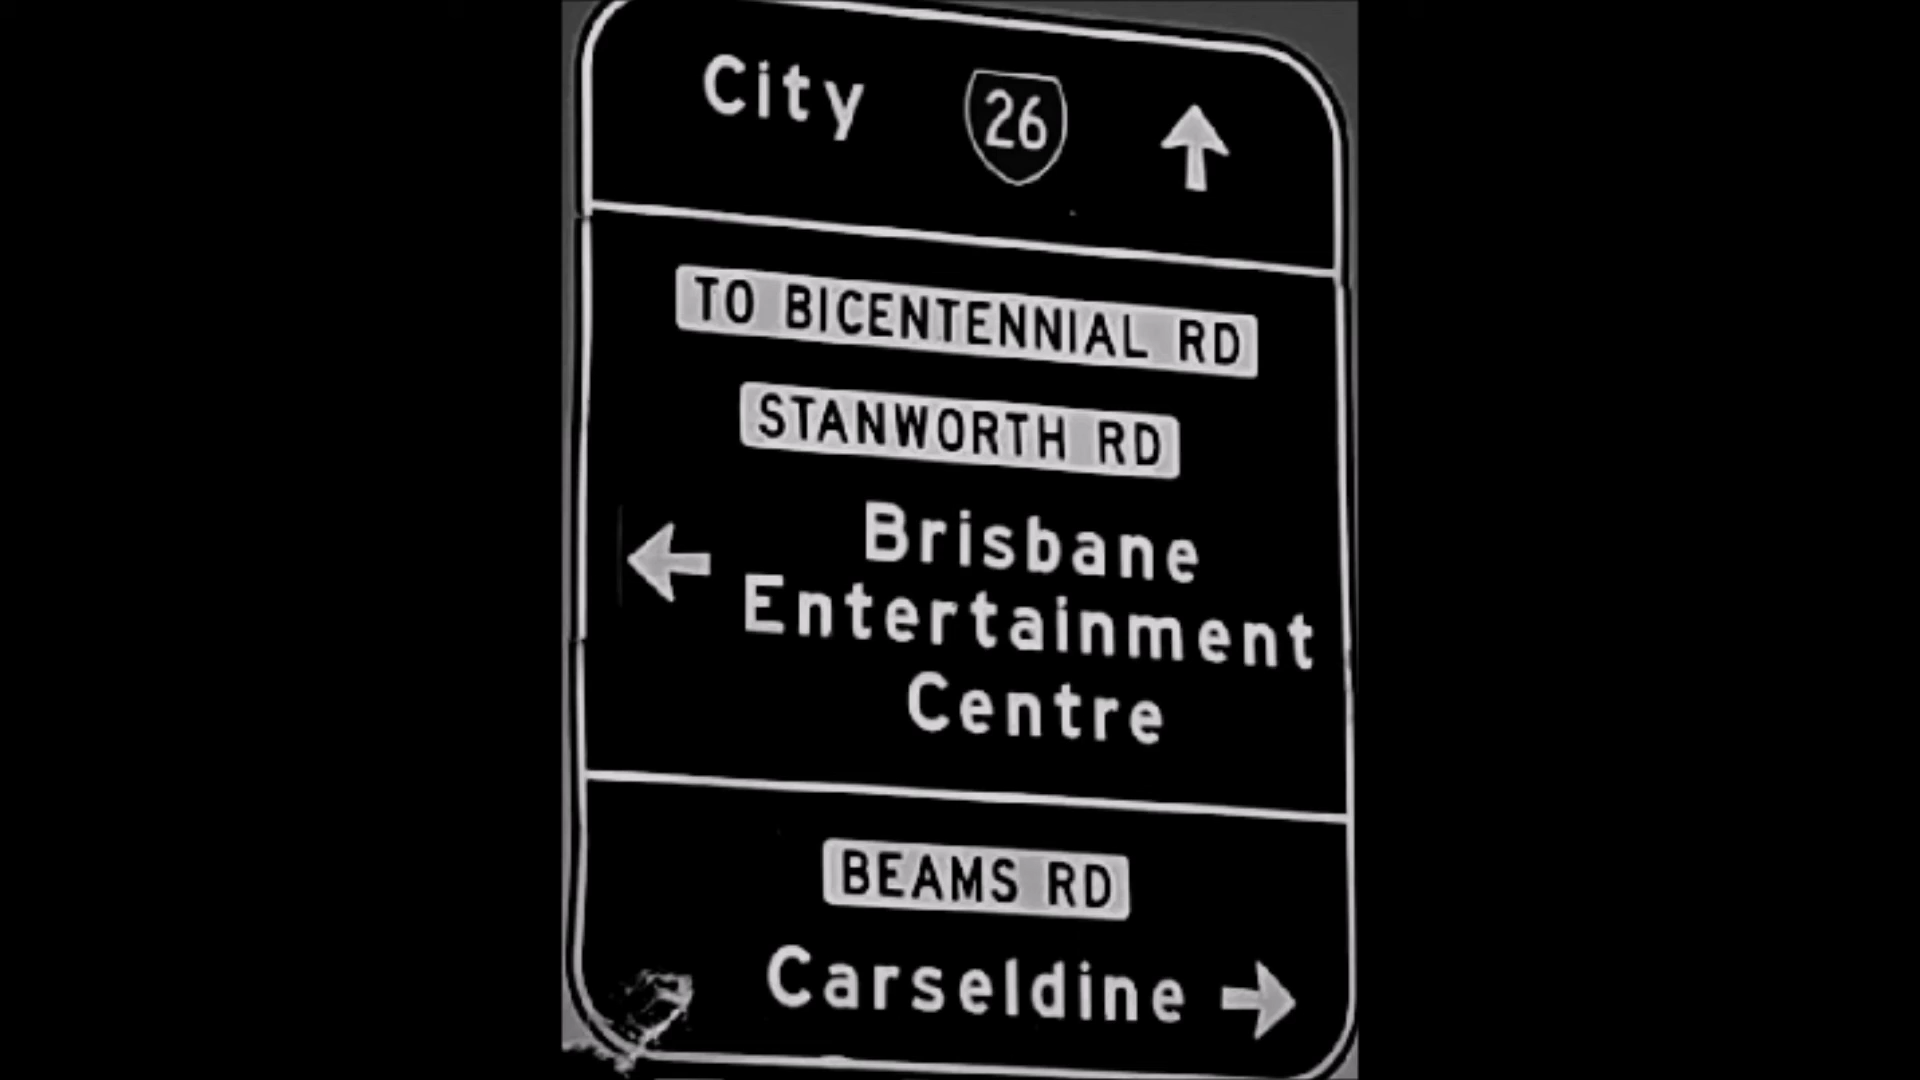 City 26
TO BICENTENNIAL RD
STANWORTH RD
Brisbane
Entertainment
Centre
BEAMS RD
Carseldine